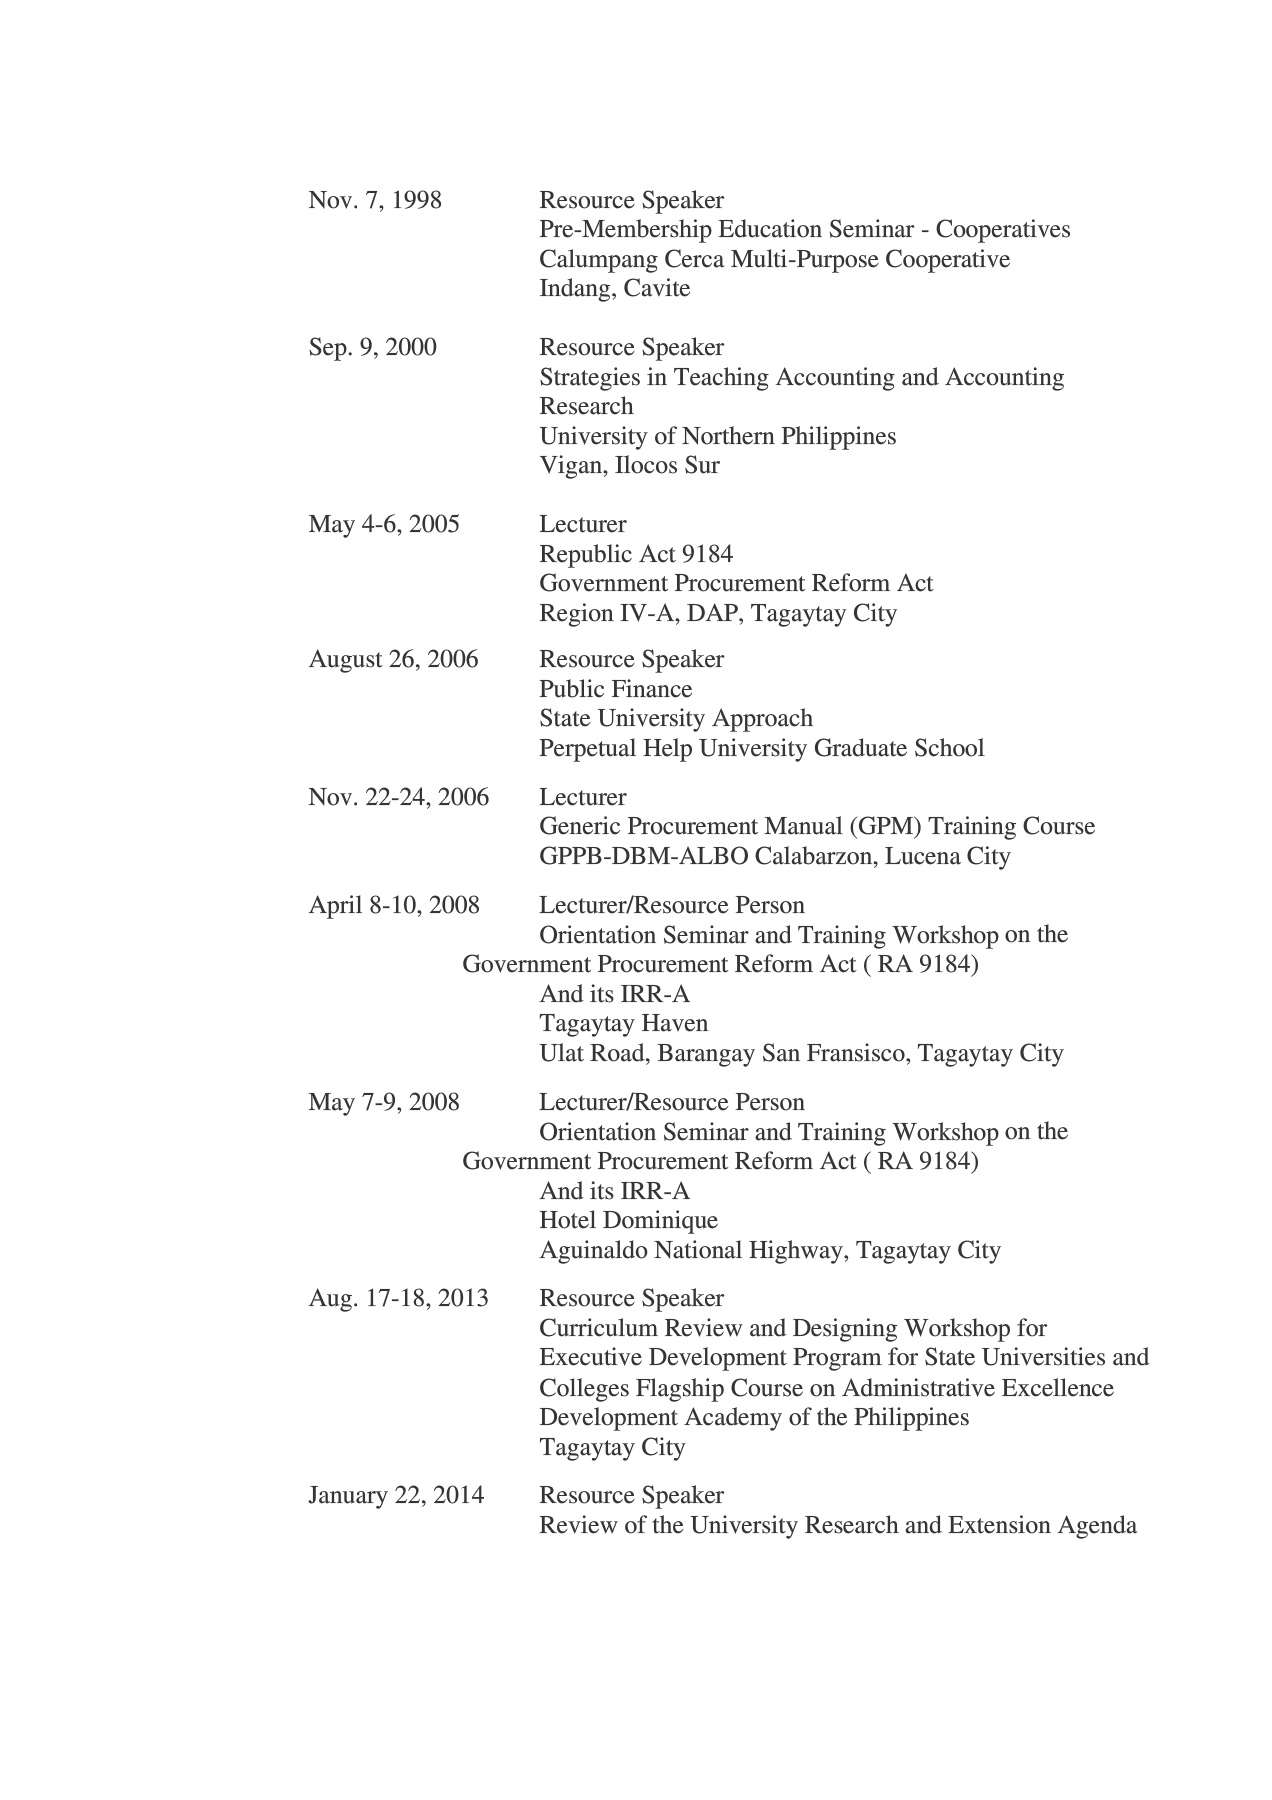 Nov. 7, 1998 Resource Speaker
Pre-Membership Education Seminar - Cooperatives
Calumpang Cerca Multi-Purpose Cooperative
Indang, Cavite
Sep. 9, 2000 Resource Speaker
Strategies in Teaching Accounting and Accounting
Research
University of Northern Philippines
Vigan, Ilocos Sur
May 4-6, 2005 Lecturer
Republic Act 9184
Government Procurement Reform Act
Region IV-A, DAP, Tagaytay City
August 26, 2006 Resource Speaker
Public Finance
State University Approach
Perpetual Help University Graduate School
Nov. 22-24, 2006 Lecturer
Generic Procurement Manual (GPM) Training Course
GPPB-DBM-ALBO Calabarzon, Lucena City
April 8-10, 2008 Lecturer/Resource Person
Orientation Seminar and Training Workshop on the
Government Procurement Reform Act ( RA 9184)
And its IRR-A
Tagaytay Haven
Ulat Road, Barangay San Fransisco, Tagaytay City
May 7-9, 2008 Lecturer/Resource Person
Orientation Seminar and Training Workshop on the
Government Procurement Reform Act ( RA 9184)
And its IRR-A
Hotel Dominique
Aguinaldo National Highway, Tagaytay City
Aug. 17-18, 2013 Resource Speaker
Curriculum Review and Designing Workshop for
Executive Development Program for State Universities and
Colleges Flagship Course on Administrative Excellence
Development Academy of the Philippines
Tagaytay City
January 22, 2014 Resource Speaker
Review of the University Research and Extension Agenda